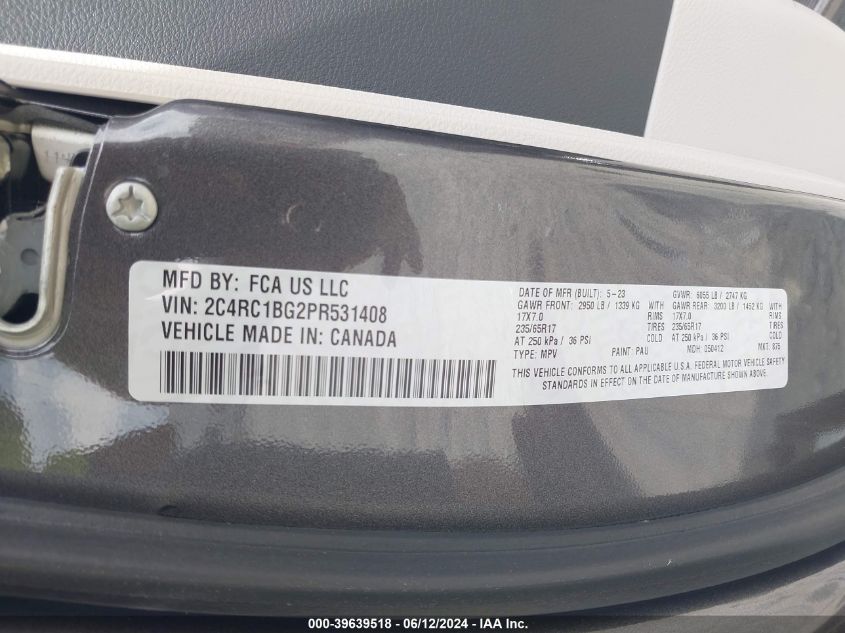 MFD BY: FCA US LLC
VIN: 2C4RC1BG2PR531408
VEHICLE MADE IN: CANADA
DATE OF MFR (BUILT): 5-23 GVWR: 6055 LB / 2747 KG
GAWR FRONT: 2950 LB / 1339 KG WITH GAWR REAR: 3200 LB / 1452 KG WITH
17X7.0 RIMS 17X7.0 RIMS
235/65R17 TIRES 235/65R17 TIRES
AT 250 kPa / 36 PSI COLD AT 250 kPa / 36 PSI COLD
TYPE: MPV PAINT: PAU MDH: 050412 MKT: 875
THIS VEHICLE CONFORMS TO ALL APPLICABLE U.S.A. FEDERAL MOTOR VEHICLE SAFETY
STANDARDS IN EFFECT ON THE DATE OF MANUFACTURE SHOWN ABOVE.
000-39639518 - 06/12/2024 - © IAA, Inc.